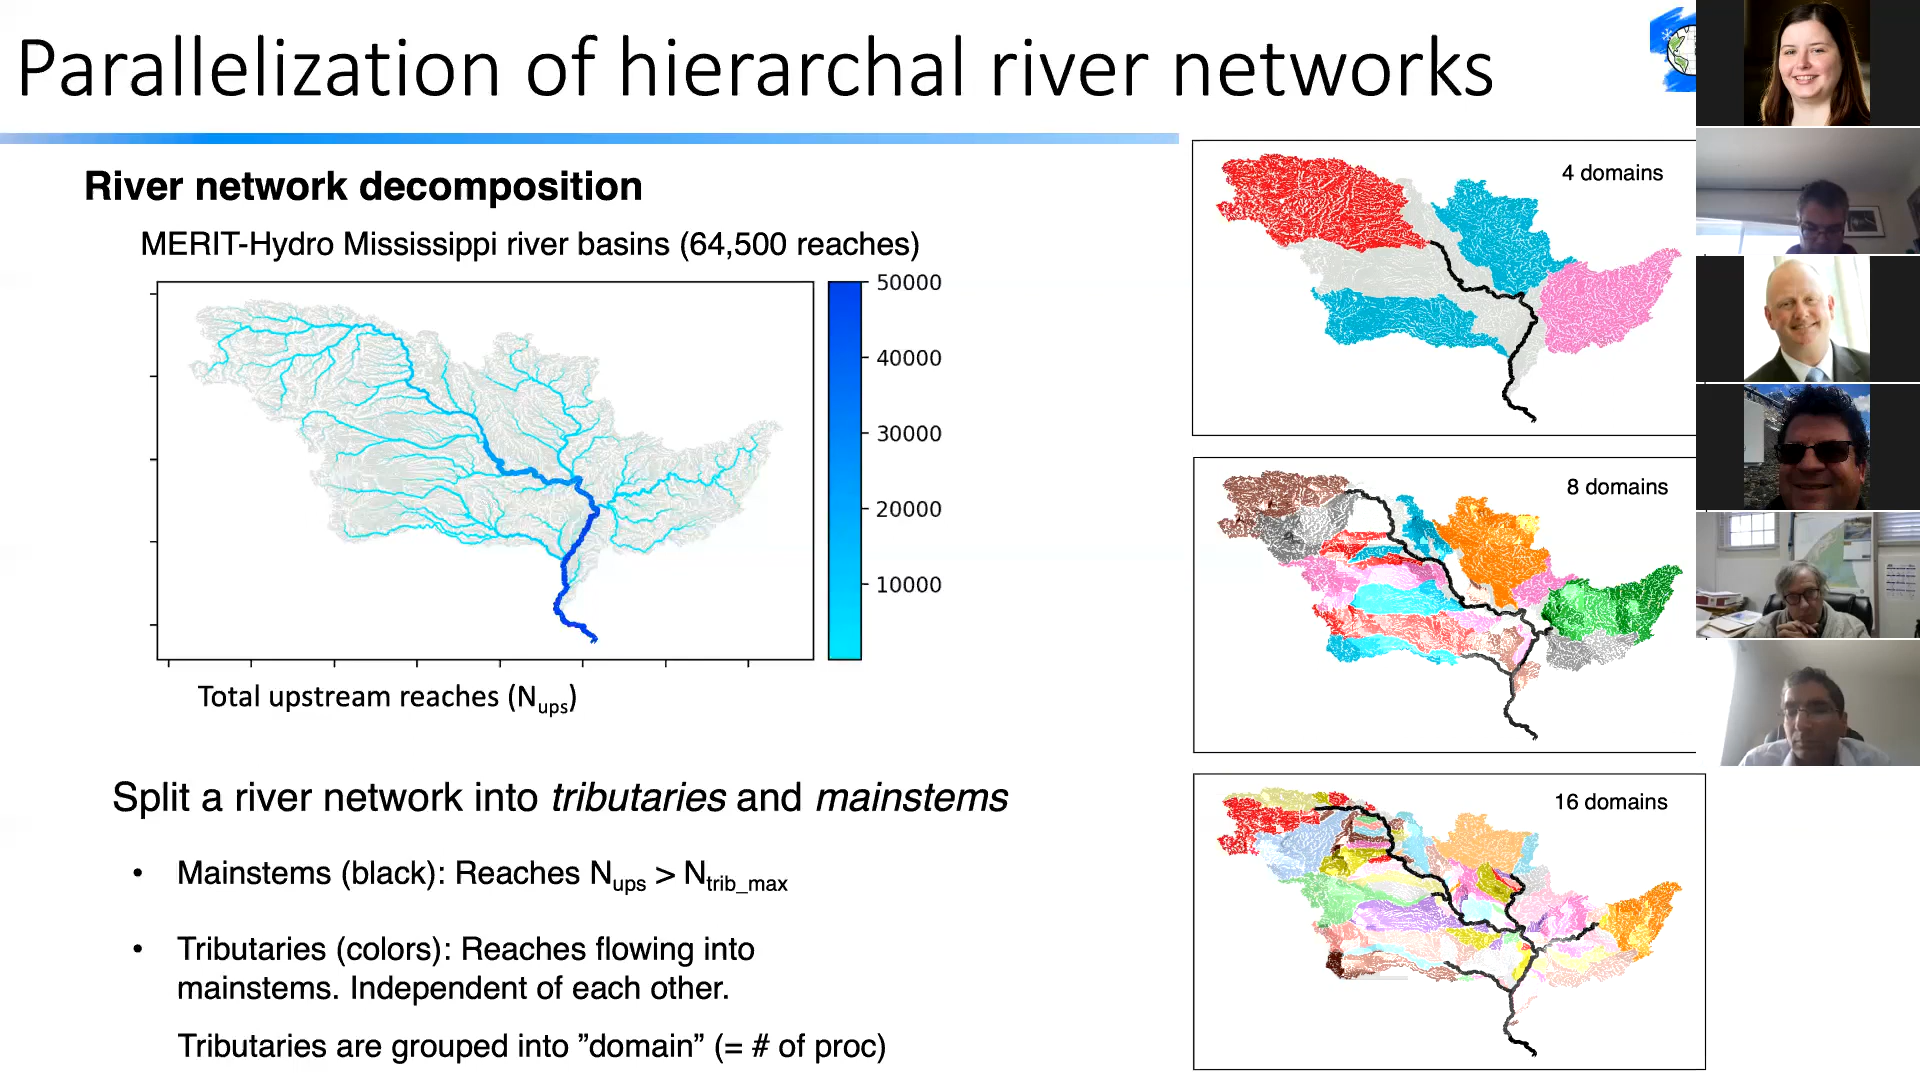 Parallelization of hierarchal river networks
River network decomposition
MERIT-Hydro Mississippi river basins (64,500 reaches)
50000
40000
30000
20000
10000
Total upstream reaches (Nups)
Split a river network into tributaries and mainstems
• Mainstems (black): Reaches Nups > Ntrib_max
• Tributaries (colors): Reaches flowing into
mainstems. Independent of each other.
Tributaries are grouped into ”domain” (= # of proc)
4 domains
8 domains
16 domains